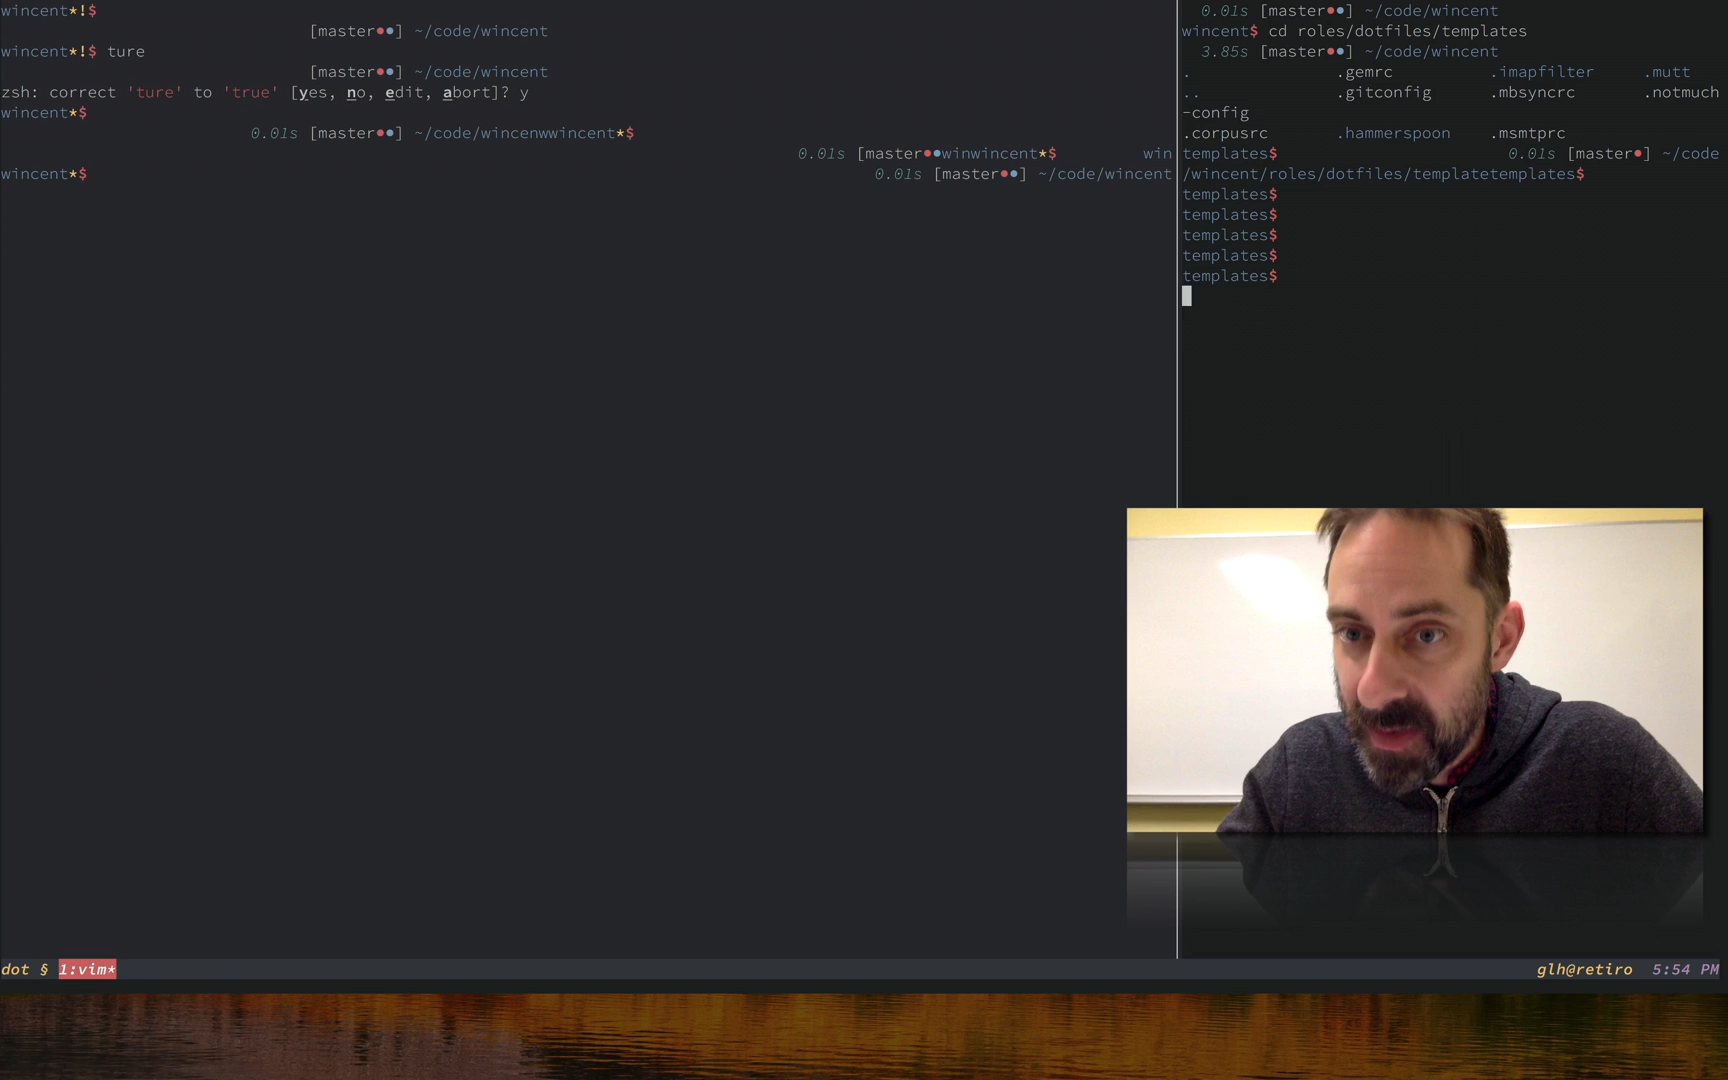 wincent*!$
[master●●] ~/code/wincent
wincent*!$ ture
[master●●] ~/code/wincent
zsh: correct 'ture' to 'true' [yes, no, edit, abort]? y
wincent*$
0.01s [master●●] ~/code/wincenwwincent*$
0.01s [master●●winwincent*$ win
wincent*$ 0.01s [master●●] ~/code/wincent
0.01s [master●●] ~/code/wincent
wincent$ cd roles/dotfiles/templates
3.85s [master●●] ~/code/wincent
. .gemrc .imapfilter .mutt
.. .gitconfig .mbsyncrc .notmuch
-config
.corpusrc .hammerspoon .msmtprc
templates$ 0.01s [master●] ~/code
/wincent/roles/dotfiles/templatetemplates$
templates$
templates$
templates$
templates$
templates$
dot § 1:vim* glh@retiro 5:54 PM